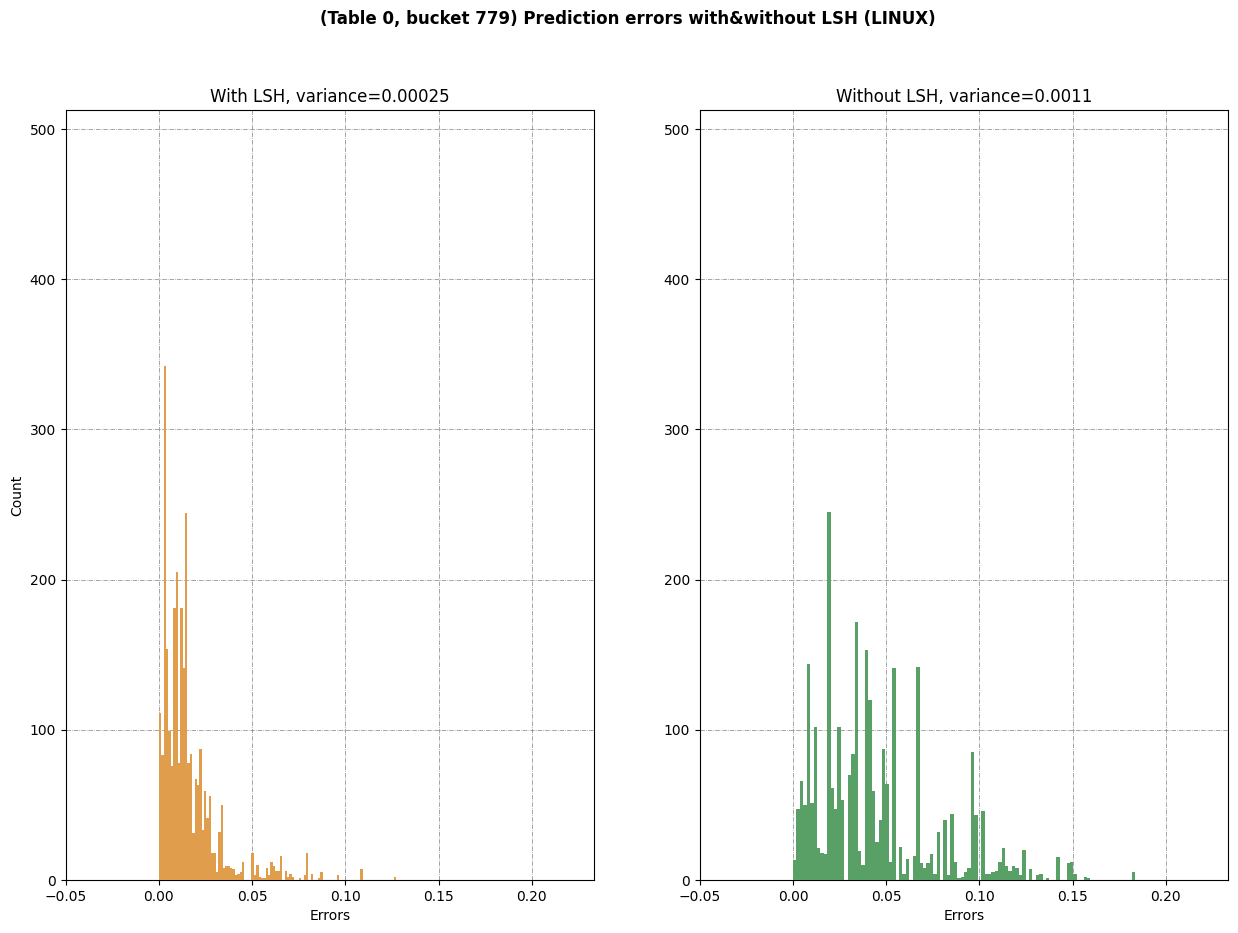 (Table 0, bucket 779) Prediction errors with&without LSH (LINUX)
With LSH, variance=0.00025
500
400
300
200
100
0
Count
−0.05 0.00 0.05 0.10 0.15 0.20
Errors
Without LSH, variance=0.0011
500
400
300
200
100
0
−0.05 0.00 0.05 0.10 0.15 0.20
Errors